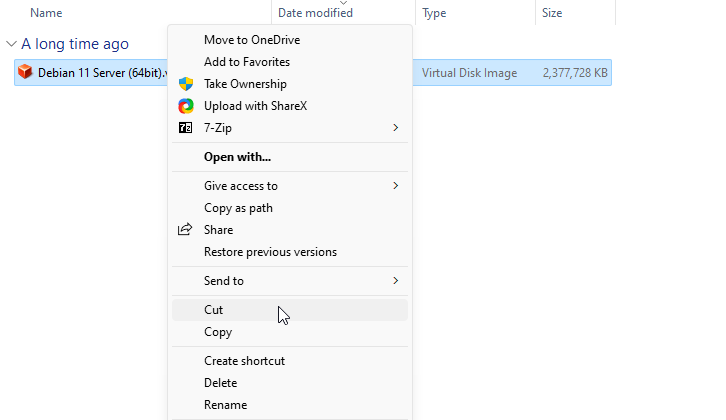 Name Date modified Type Size
A long time ago
Debian 11 Server (64bit).v Virtual Disk Image 2,377,728 KB
Move to OneDrive
Add to Favorites
Take Ownership
Upload with ShareX
7z 7-Zip
Open with...
Give access to
Copy as path
Share
Restore previous versions
Send to
Cut
Copy
Create shortcut
Delete
Rename